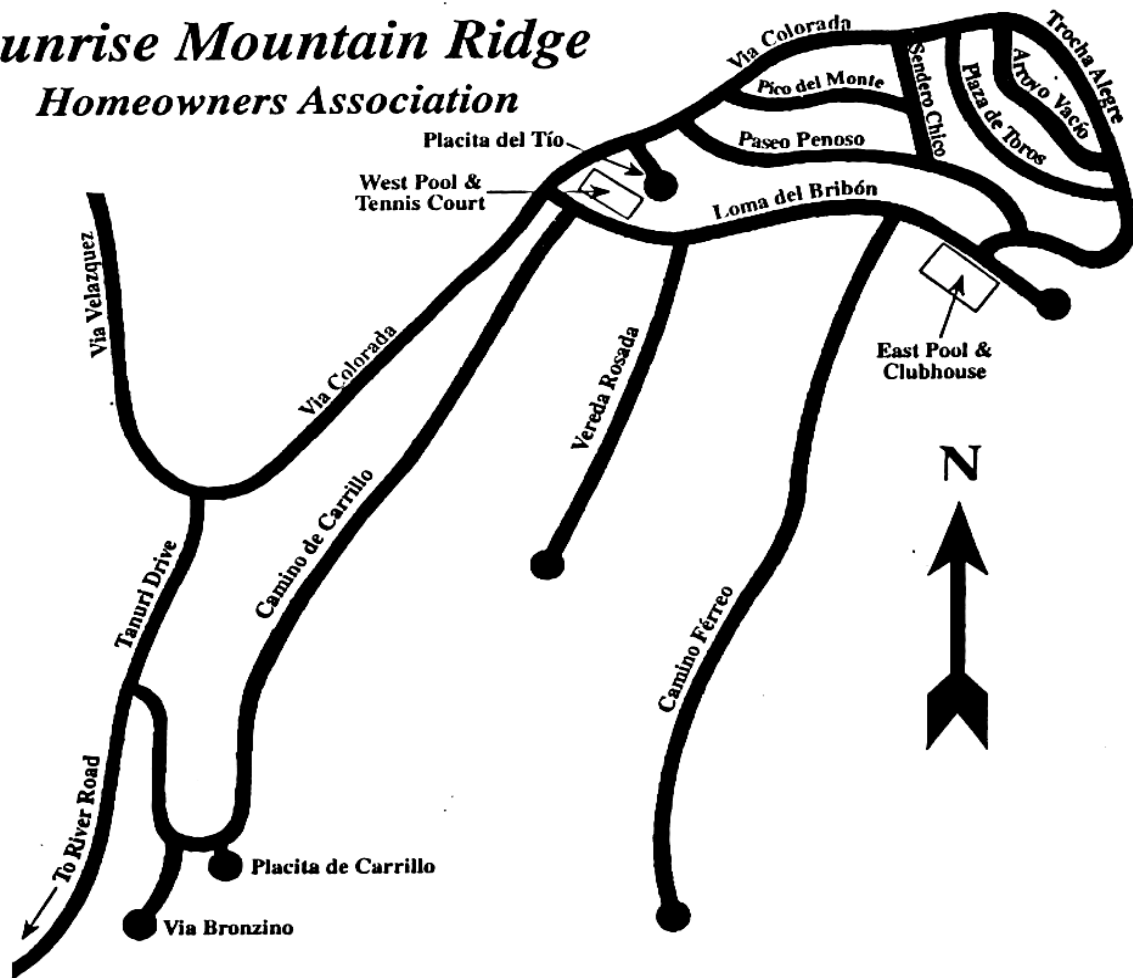 unrise Mountain Ridge
Homeowners Association
Via Colorada
Trocha Alegre
Sendero Chico
Plaza de Toros
Arroyo Vacío
Pico del Monte
Placita del Tío
Paseo Penoso
West Pool &
Tennis Court
Loma del Bribón
Via Velazquez
Via Colorada
East Pool &
Clubhouse
Vereda Rosada
N
Camino de Carrillo
Tanuri Drive
Camino Férreo
To River Road
Placita de Carrillo
Via Bronzino